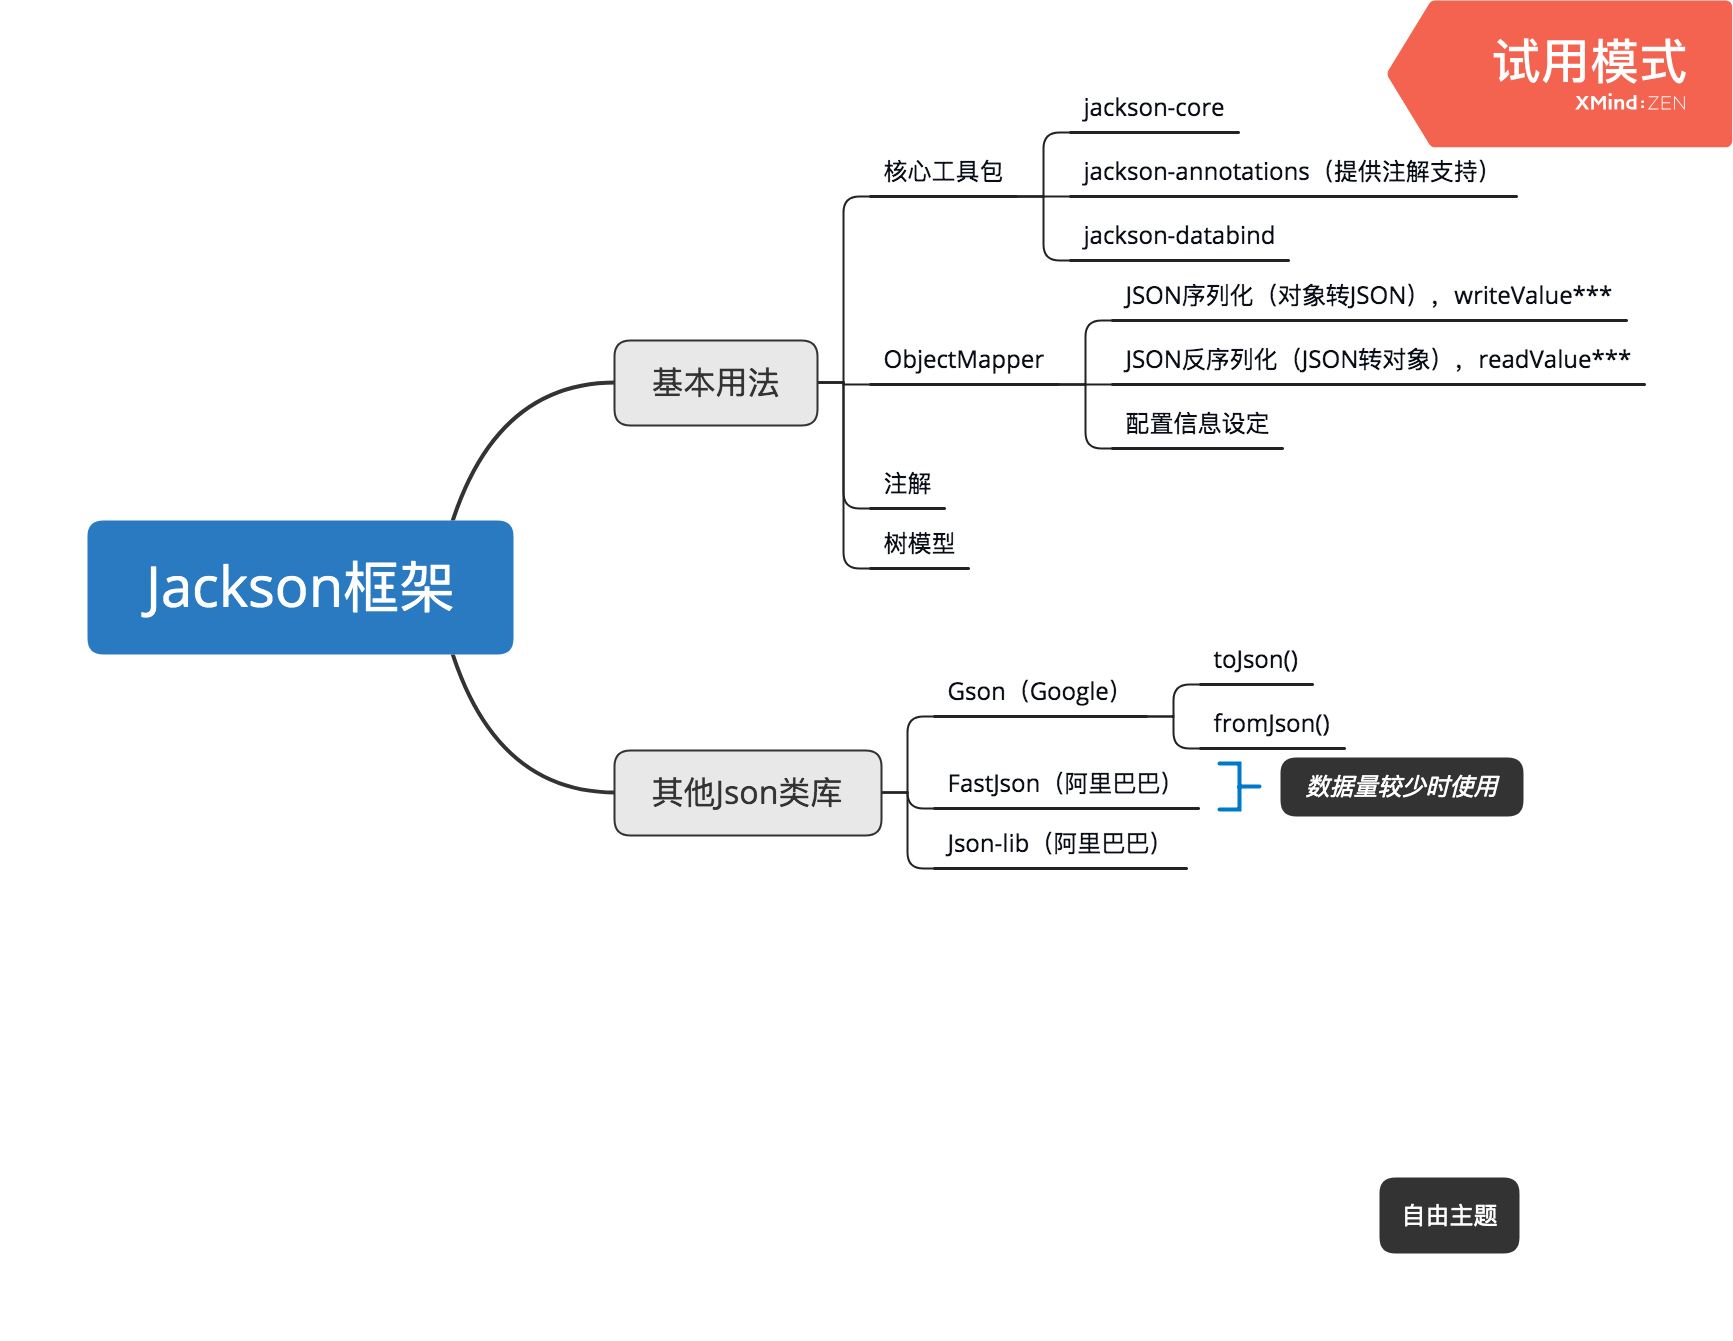 试用模式
XMind:ZEN
jackson-core
核心工具包
jackson-annotations（提供注解支持）
jackson-databind
JSON序列化（对象转JSON），writeValue***
ObjectMapper
JSON反序列化（JSON转对象），readValue***
基本用法
配置信息设定
注解
树模型
Jackson框架
toJson()
Gson（Google）
fromJson()
其他Json类库
FastJson（阿里巴巴）
数据量较少时使用
Json-lib（阿里巴巴）
自由主题